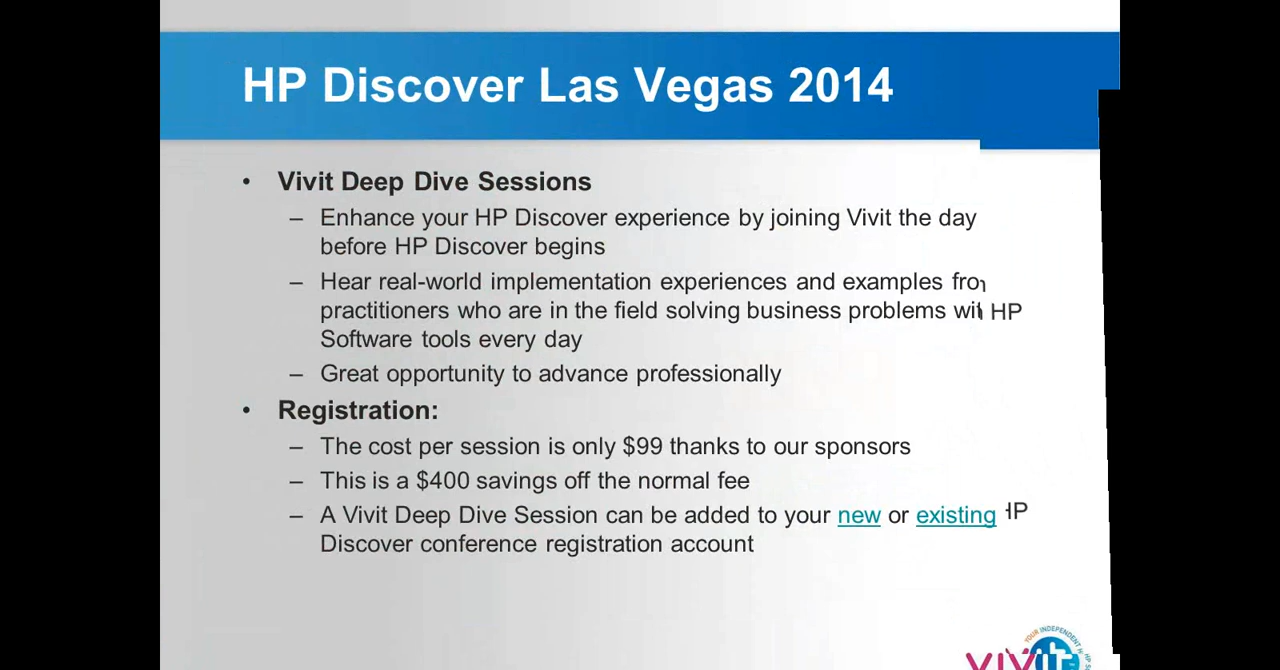 HP Discover Las Vegas 2014
• Vivit Deep Dive Sessions
– Enhance your HP Discover experience by joining Vivit the day
before HP Discover begins
– Hear real-world implementation experiences and examples
practitioners who are in the field solving business problems HP
Software tools every day
– Great opportunity to advance professionally
• Registration:
– The cost per session is only $99 thanks to our sponsors
– This is a $400 savings off the normal fee
– A Vivit Deep Dive Session can be added to your new or existing HP
Discover conference registration account
YOUR INDEPENDENT